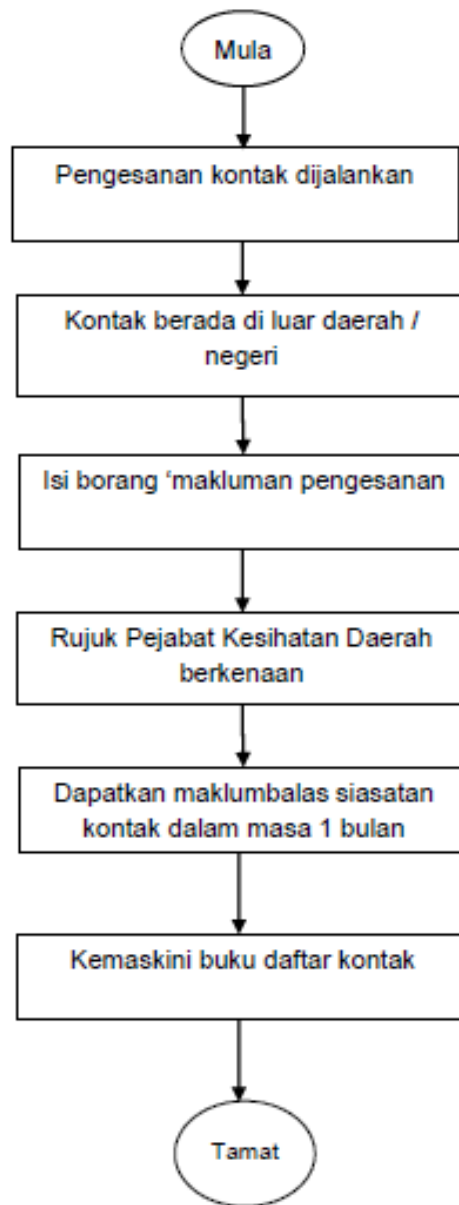 Mula
Pengesanan kontak dijalankan
Kontak berada di luar daerah /
negeri
Isi borang ‘makluman pengesanan
Rujuk Pejabat Kesihatan Daerah
berkenaan
Dapatkan maklumbalas siasatan
kontak dalam masa 1 bulan
Kemaskini buku daftar kontak
Tamat